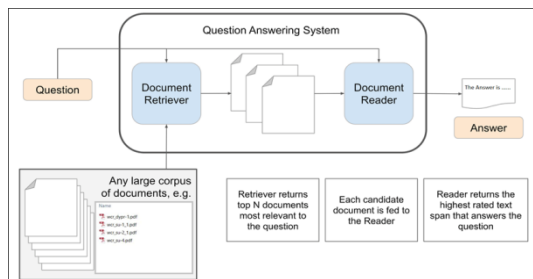 Question Answering System
Question
Document
Retriever
Document
Reader
The Answer is ......
Answer
Any large corpus
of documents, e.g.
Name
Retriever returns
top N documents
most relevant to
the question
Each candidate
document is fed to
the Reader
Reader returns the
highest rated text
span that answers the
question